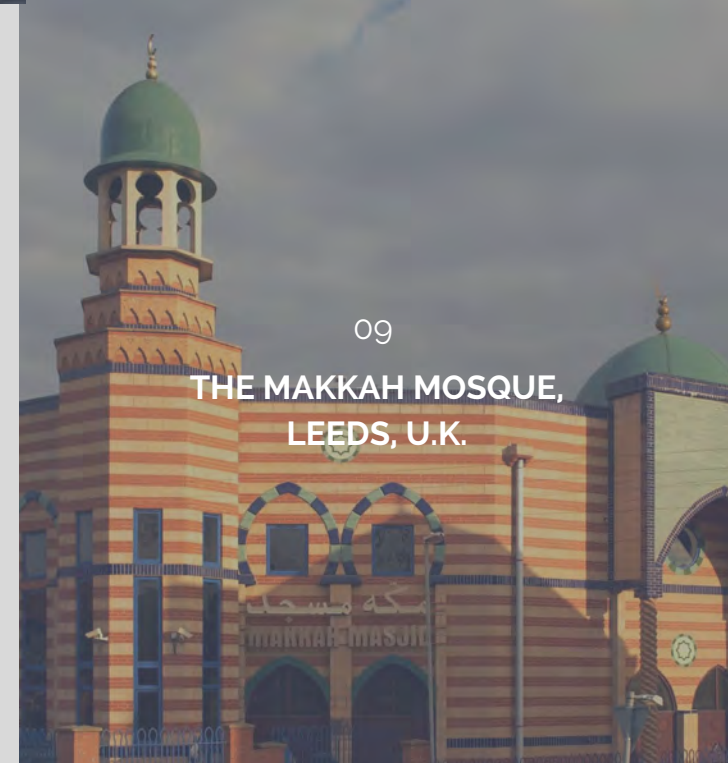 09
THE MAKKAH MOSQUE,
LEEDS, U.K.
مکه مسجد
MAKKAH MASJID